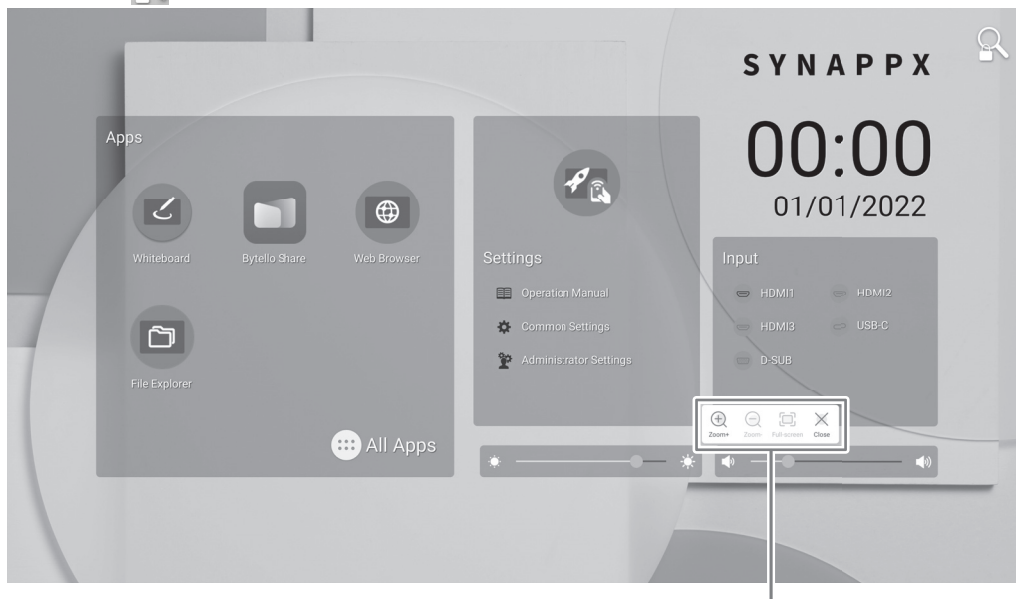 SYNAPPX
00:00
01/01/2022
Apps
Whiteboard
Bytello Share
Web Browser
File Explorer
All Apps
Settings
Operation Manual
Common Settings
Administrator Settings
Input
HDMI1
HDMI2
HDMI3
USB-C
D-SUB
Zoom+
Zoom-
Full-screen
Close